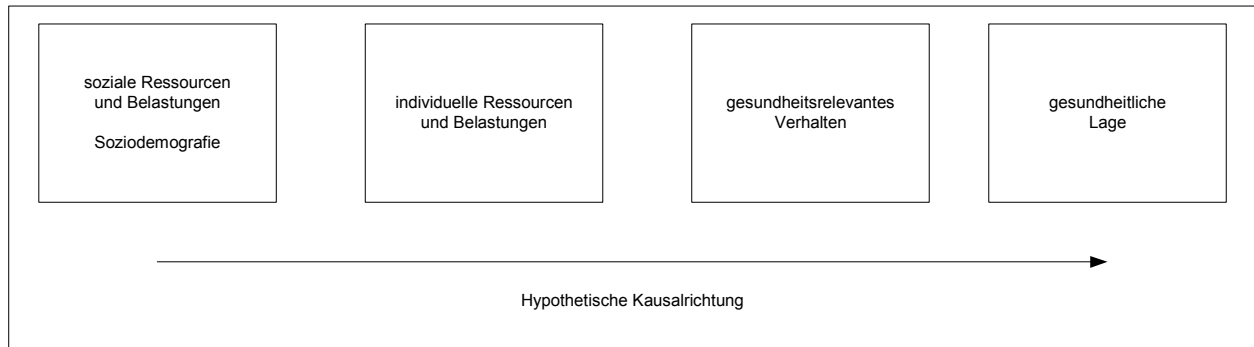 soziale Ressourcen
und Belastungen
Soziodemografie
individuelle Ressourcen
und Belastungen
gesundheitsrelevantes
Verhalten
gesundheitliche
Lage
Hypothetische Kausalrichtung